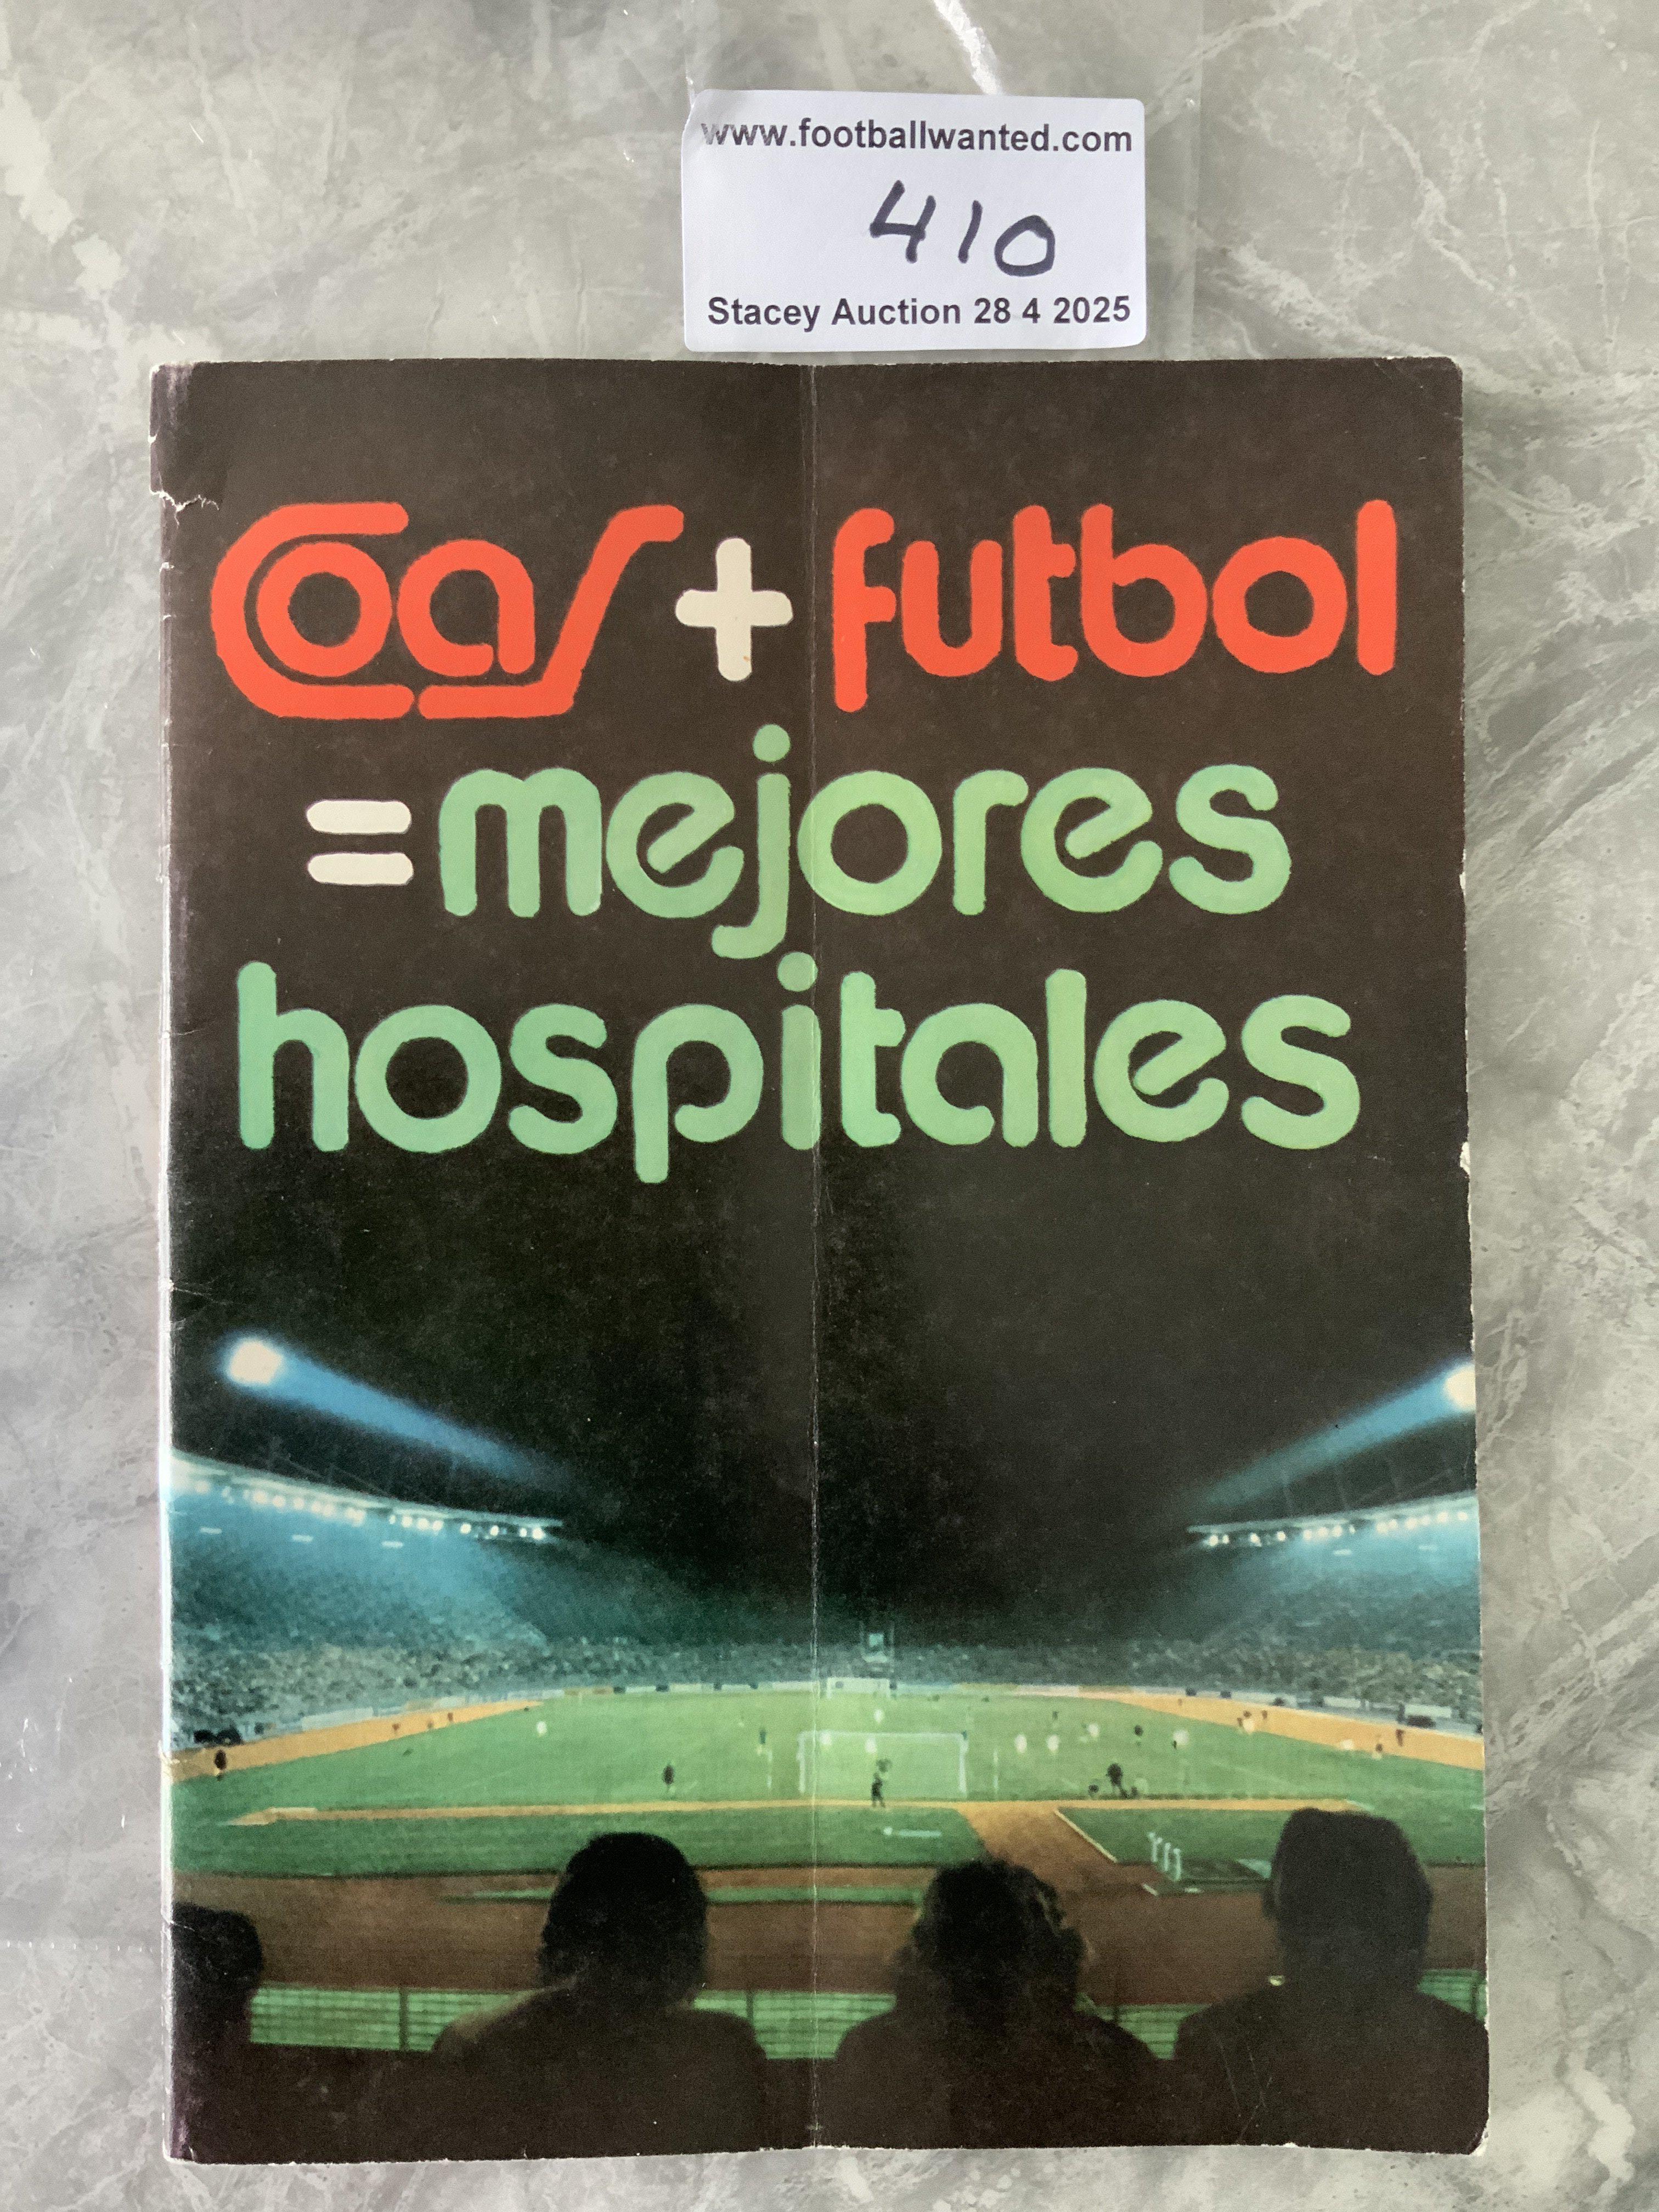 www.footballwanted.com
410
Stacey Auction 28 4 2025
Coas + futbol
= mejores
hospitales